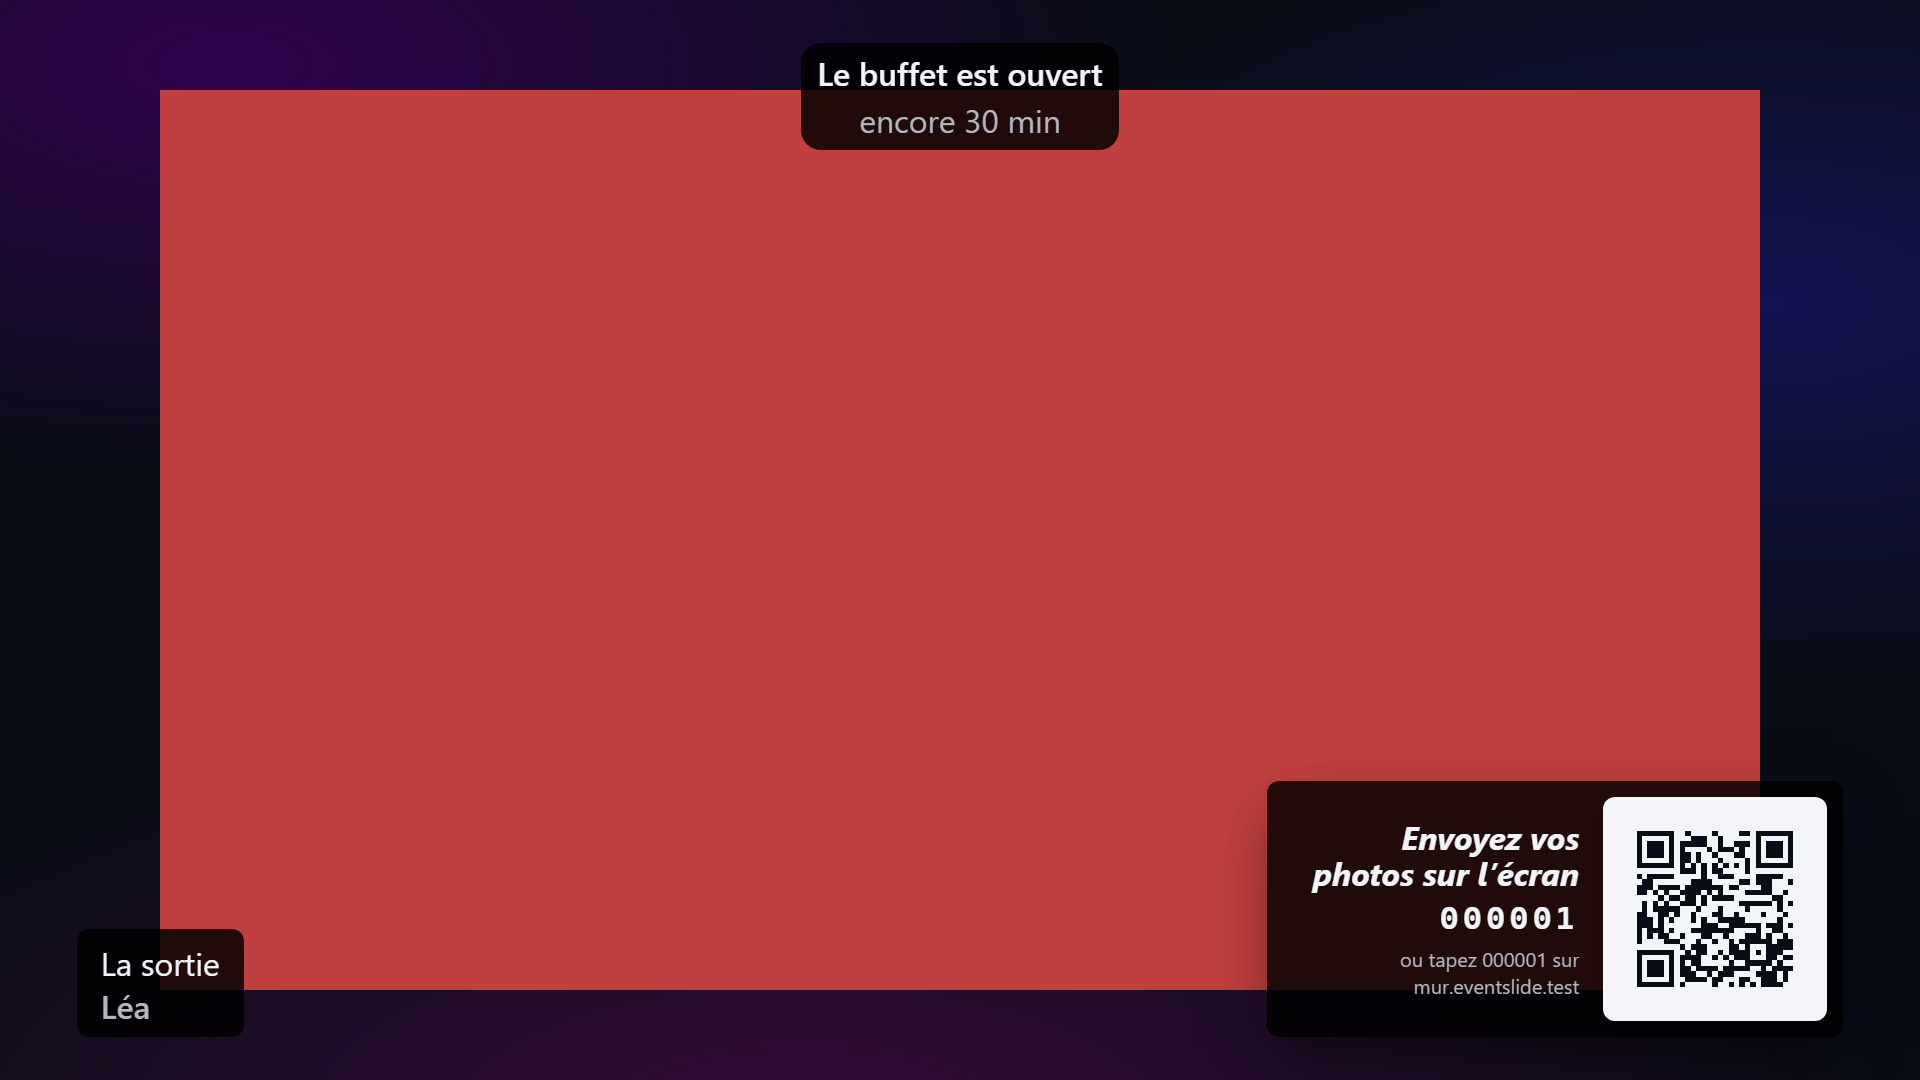 Le buffet est ouvert
encore 30 min
La sortie
Léa
Envoyez vos
photos sur l'écran
000001
ou tapez 000001 sur
mur.eventslide.test